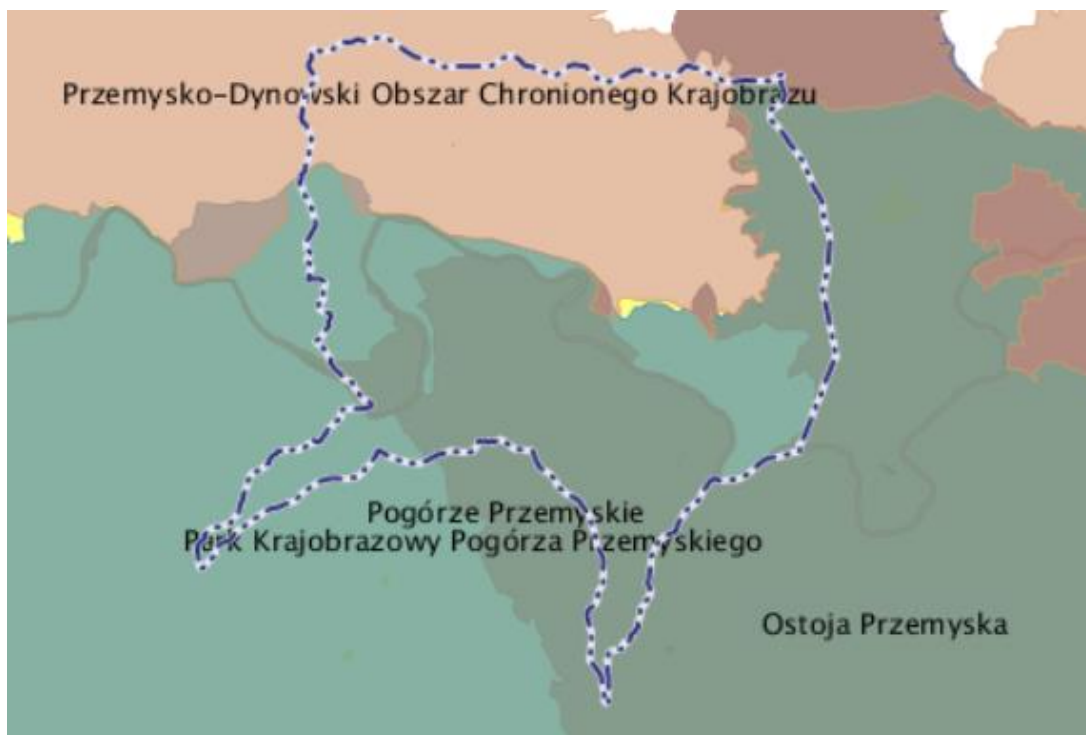 Przemysko-Dynowski Obszar Chronionego Krajobrazu
Pogórze Przemyskie
Park Krajobrazowy Pogórza Przemyskiego
Ostoja Przemyska